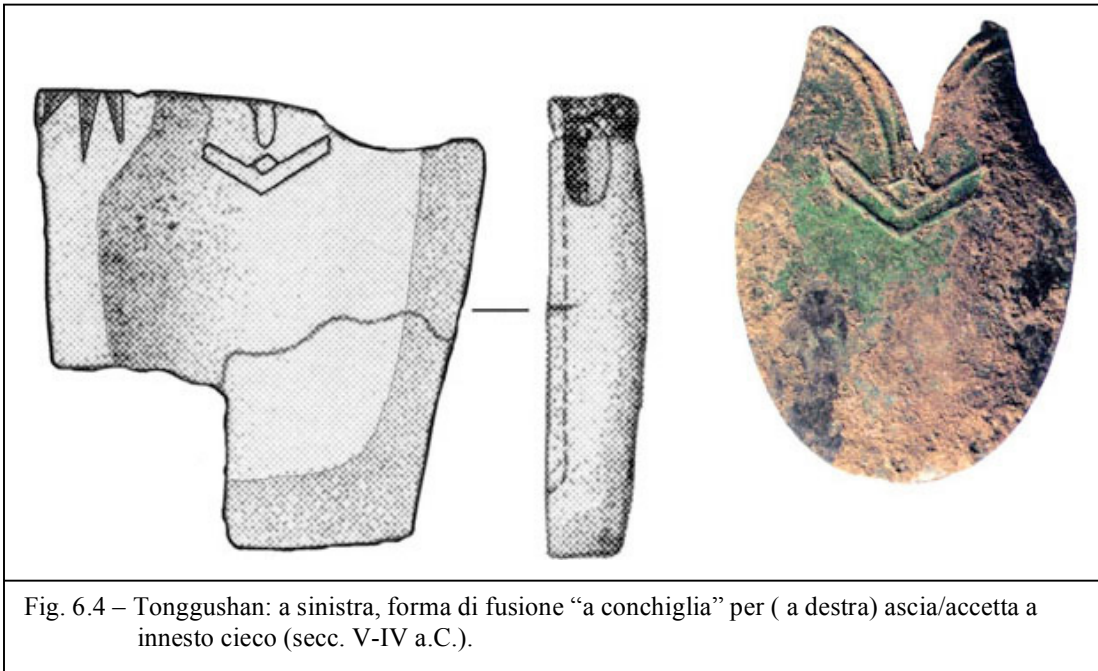 Fig. 6.4 – Tonggushan: a sinistra, forma di fusione “a conchiglia” per ( a destra) ascia/accetta a
innesto cieco (secc. V-IV a.C.).